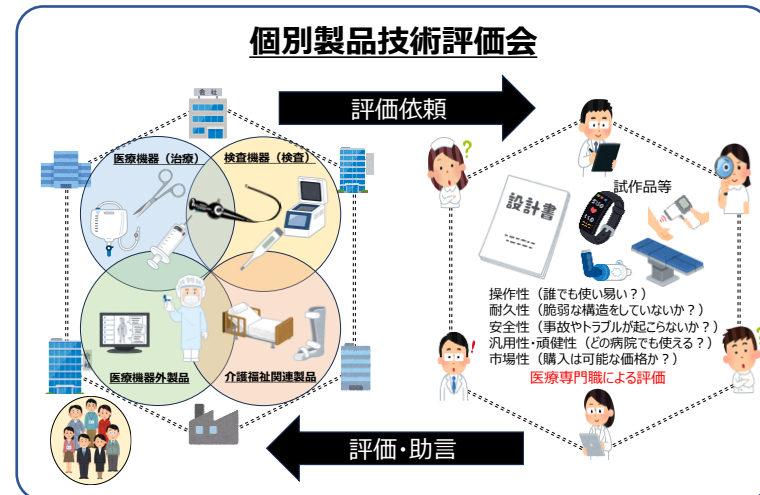 個別製品技術評価会
評価依頼
会社
医療機器（治療）
検査機器（検査）
医療機器外製品
介護福祉関連製品
試作品等
設計書
操作性（誰でも使い易い？）
耐久性（脆弱な構造をしていないか？）
安全性（事故やトラブルが起こらないか？）
汎用性・頑健性（どの病院でも使える？）
市場性（購入は可能な価格か？）
医療専門職による評価
評価・助言